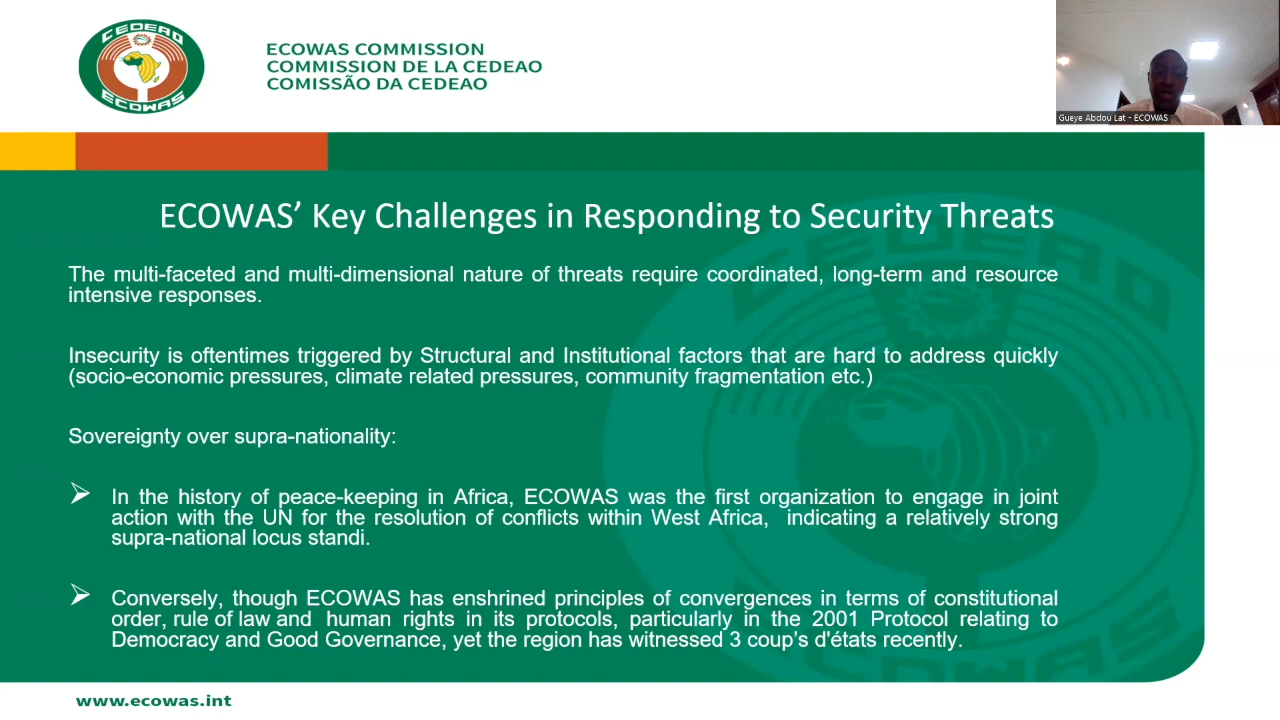 CEDEAO
ECOWAS
ECOWAS COMMISSION
COMMISSION DE LA CEDEAO
COMISSÃO DA CEDEAO
Gueye Abdou Lat - ECOWAS
ECOWAS’ Key Challenges in Responding to Security Threats
The multi-faceted and multi-dimensional nature of threats require coordinated, long-term and resource
intensive responses.
Insecurity is oftentimes triggered by Structural and Institutional factors that are hard to address quickly
(socio-economic pressures, climate related pressures, community fragmentation etc.)
Sovereignty over supra-nationality:
➢ In the history of peace-keeping in Africa, ECOWAS was the first organization to engage in joint
action with the UN for the resolution of conflicts within West Africa, indicating a relatively strong
supra-national locus standi.
➢ Conversely, though ECOWAS has enshrined principles of convergences in terms of constitutional
order, rule of law and human rights in its protocols, particularly in the 2001 Protocol relating to
Democracy and Good Governance, yet the region has witnessed 3 coup’s d'états recently.
CEDEAO
ECOWAS
www.ecowas.int